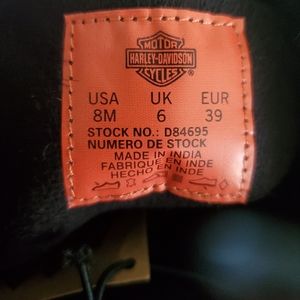 MOTOR
HARLEY-DAVIDSON
CYCLES
USA UK EUR
8M 6 39
STOCK NO.: D84695
NUMERO DE STOCK
MADE IN INDIA
FABRIQUE EN INDE
HECHO EN INDE